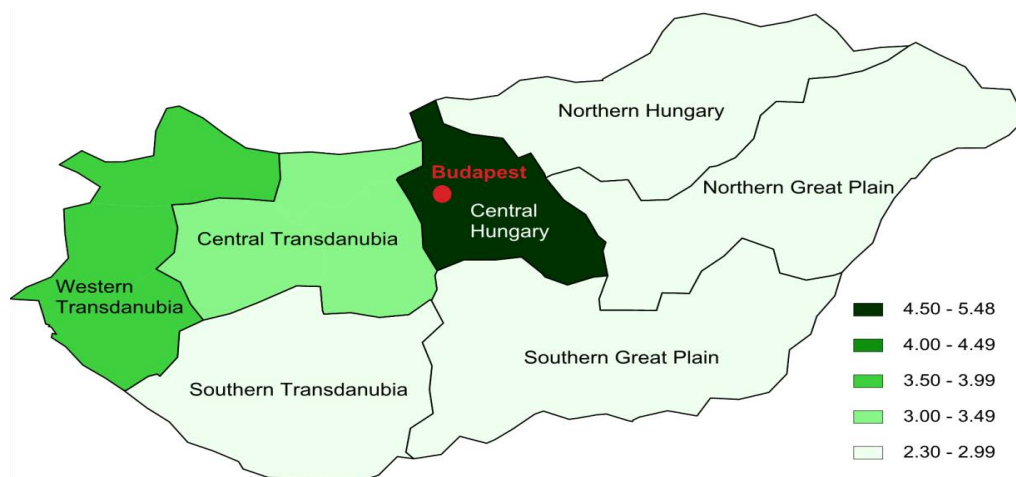 Northern Hungary
Budapest
Northern Great Plain
Central
Hungary
Central Transdanubia
Western
Transdanubia
Southern Great Plain
Southern Transdanubia
4.50 - 5.48
4.00 - 4.49
3.50 - 3.99
3.00 - 3.49
2.30 - 2.99